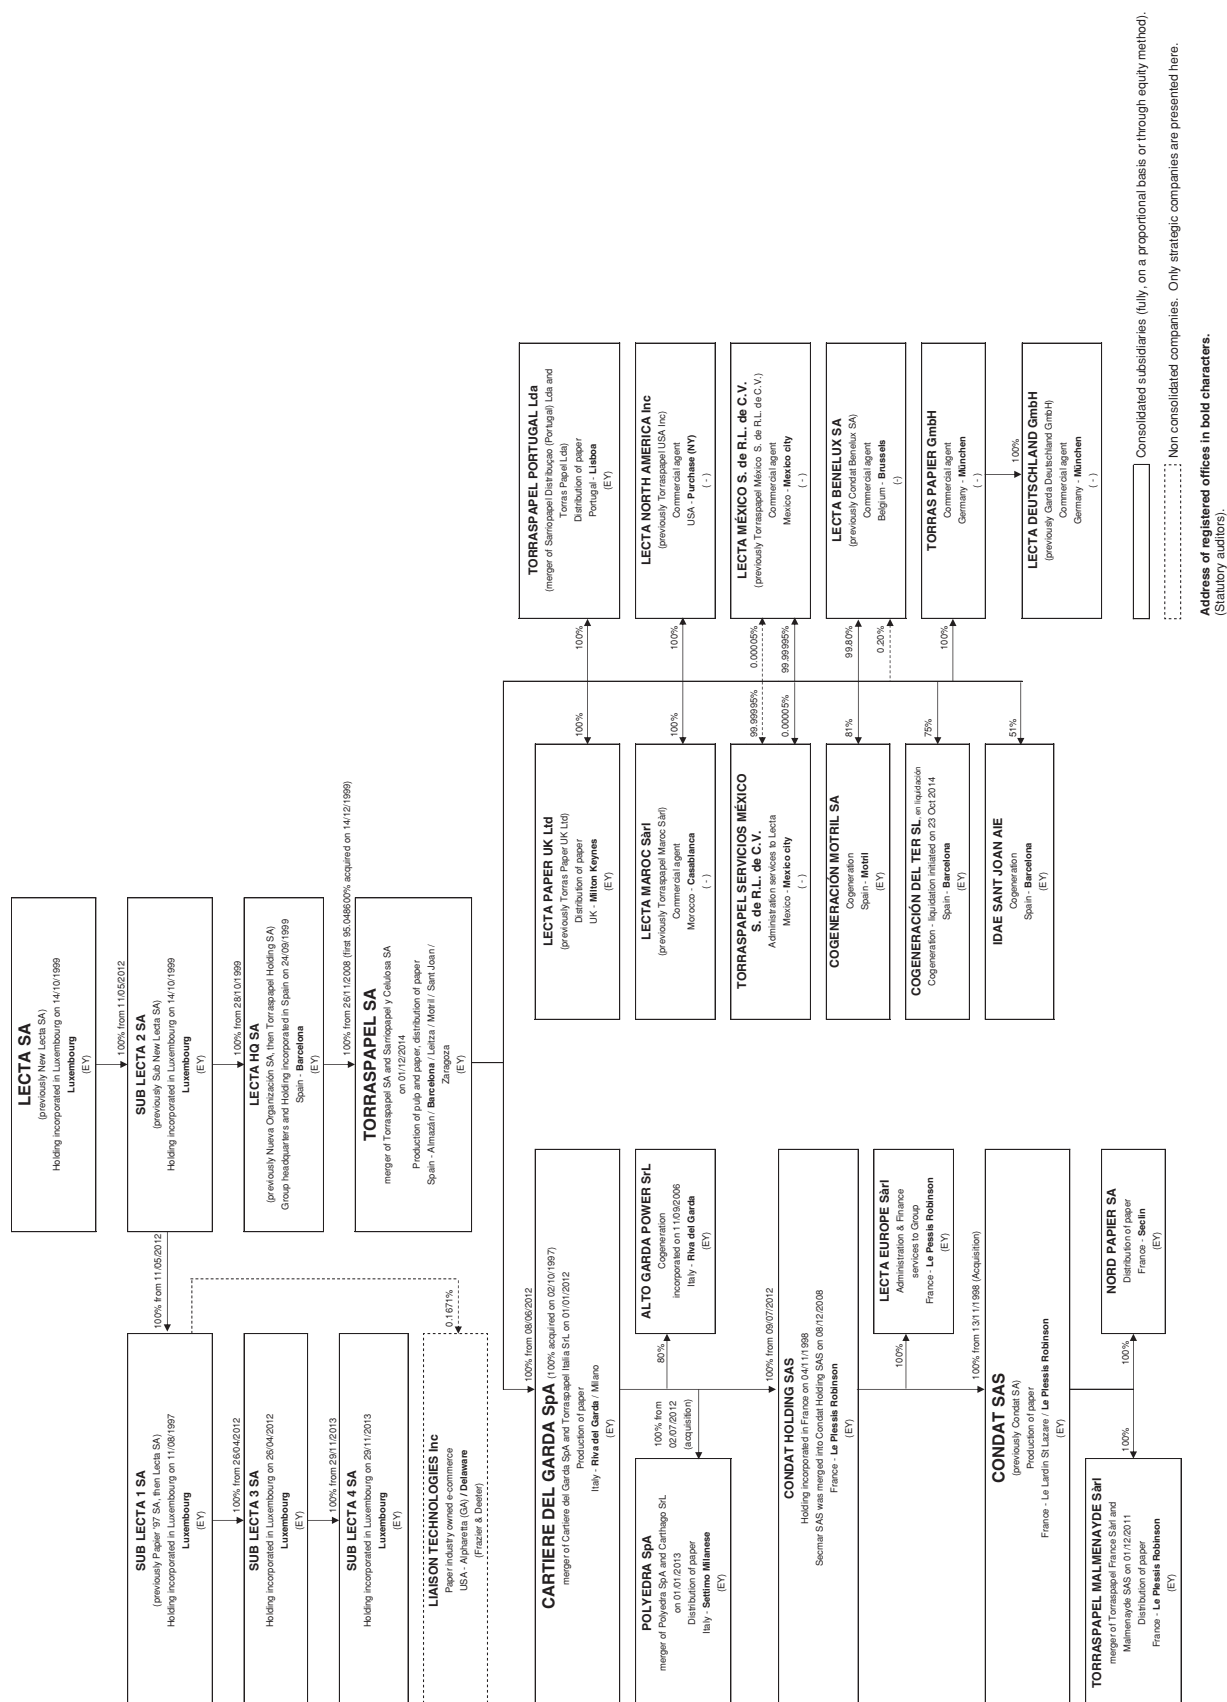 LECTA SA
(previously New Lecta SA)
Holding incorporated in Luxembourg on 14/10/1999
Luxembourg
(EY)
100% from 11/05/2012
SUB LECTA 2 SA
(previously Sub New Lecta SA)
Holding incorporated in Luxembourg on 14/10/1999
Luxembourg
(EY)
100% from 11/05/2012
100% from 28/10/1999
SUB LECTA 1 SA
(previously Papier '97 SA, then Lecta SA)
Holding incorporated in Luxembourg on 11/08/1997
Luxembourg
(EY)
100% from 26/04/2012
SUB LECTA 3 SA
Holding incorporated in Luxembourg on 26/04/2012
Luxembourg
(EY)
100% from 29/11/2013
SUB LECTA 4 SA
Holding incorporated in Luxembourg on 29/11/2013
Luxembourg
(EY)
0.1671%
LIAISON TECHNOLOGIES Inc
Paper industry owned e-commerce
USA - Alpharetta (GA) / Delaware
(Frazier & Deeter)
LECTA HQ SA
(previously Nueva Organización SA, then Torraspapel Holding SA)
Group headquarters and Holding incorporated in Spain on 24/09/1999
Spain - Barcelona
(EY)
100% from 26/11/2008 (first 95.048600% acquired on 14/12/1999)
TORRASPAPEL SA
merger of Torraspapel SA and Sarriopapel y Celulosa SA
on 01/12/2014
Production of pulp and paper, distribution of paper
Spain - Almazán / Barcelona / Leitza / Motril / Sant Joan /
Zaragoza
(EY)
100% from 08/06/2012
CARTIERE DEL GARDA SpA (100% acquired on 02/10/1997)
merger of Cartiere del Garda SpA and Torraspapel Italia SrL on 01/01/2012
Production of paper
Italy - Riva del Garda / Milano
(EY)
100% from
02/07/2012
(acquisition)
80%
POLYEDRA SpA
merger of Polyedra SpA and Carthago SrL
on 01/01/2013
Distribution of paper
Italy - Settimo Milanese
(EY)
ALTO GARDA POWER SrL
Cogeneration
incorporated on 11/09/2006
Italy - Riva del Garda
(EY)
100% from 09/07/2012
CONDAT HOLDING SAS
Holding incorporated in France on 04/11/1998
Secmar SAS was merged into Condat Holding SAS on 08/12/2008
France - Le Plessis Robinson
(EY)
100%
LECTA EUROPE Sàrl
Administration & Finance
services to Group
France - Le Pessis Robinson
(EY)
100% from 13/11/1998 (Acquisition)
CONDAT SAS
(previously Condat SA)
Production of paper
France - Le Lardin St Lazare / Le Plessis Robinson
(EY)
100%
100%
TORRASPAPEL MALMENAYDE Sàrl
merger of Torraspapel France Sàrl and
Malmenayde SAS on 01/12/2011
Distribution of paper
France - Le Plessis Robinson
(EY)
NORD PAPIER SA
Distribution of paper
France - Seclin
(EY)
100%
100%
LECTA PAPER UK Ltd
(previously Torras Paper UK Ltd)
Distribution of paper
UK - Milton Keynes
(EY)
TORRASPAPEL PORTUGAL Lda
(merger of Sarriopapel Distribuçao (Portugal) Lda and
Torras Papel Lda)
Distribution of paper
Portugal - Lisboa
(EY)
100%
100%
LECTA MAROC Sàrl
(previously Torraspapel Maroc Sàrl)
Commercial agent
Morocco - Casablanca
( - )
LECTA NORTH AMERICA Inc
(previously Torraspapel USA Inc)
Commercial agent
USA - Purchase (NY)
( - )
99.99995%
0.00005%
0.00005%
99.99995%
TORRASPAPEL SERVICIOS MÉXICO
S. de R.L. de C.V.
Administration services to Lecta
Mexico - Mexico city
( - )
LECTA MÉXICO S. de R.L. de C.V.
(previously Torraspapel México S. de R.L. de C.V.)
Commercial agent
Mexico - Mexico city
( - )
81%
99.80%
0.20%
COGENERACIÓN MOTRIL SA
Cogeneration
Spain - Motril
(EY)
LECTA BENELUX SA
(previously Condat Benelux SA)
Commercial agent
Belgium - Brussels
(-)
75%
100%
COGENERACIÓN DEL TER SL, en liquidación
Cogeneration - liquidation initiated on 23 Oct 2014
Spain - Barcelona
(EY)
TORRAS PAPIER GmbH
Commercial agent
Germany - München
( - )
51%
100%
IDAE SANT JOAN AIE
Cogeneration
Spain - Barcelona
(EY)
LECTA DEUTSCHLAND GmbH
(previously Garda Deutschland GmbH)
Commercial agent
Germany - München
( - )
Consolidated subsidiaries (fully, on a proportional basis or through equity method).
Non consolidated companies. Only strategic companies are presented here.
Address of registered offices in bold characters.
(Statutory auditors).